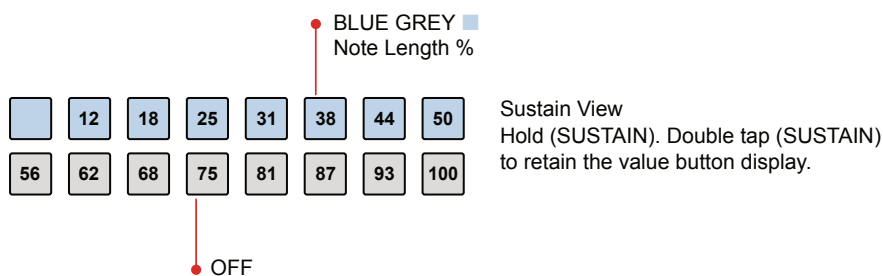 BLUE GREY
Note Length %
12 18 25 31 38 44 50
56 62 68 75 81 87 93 100
Sustain View
Hold (SUSTAIN). Double tap (SUSTAIN)
to retain the value button display.
OFF